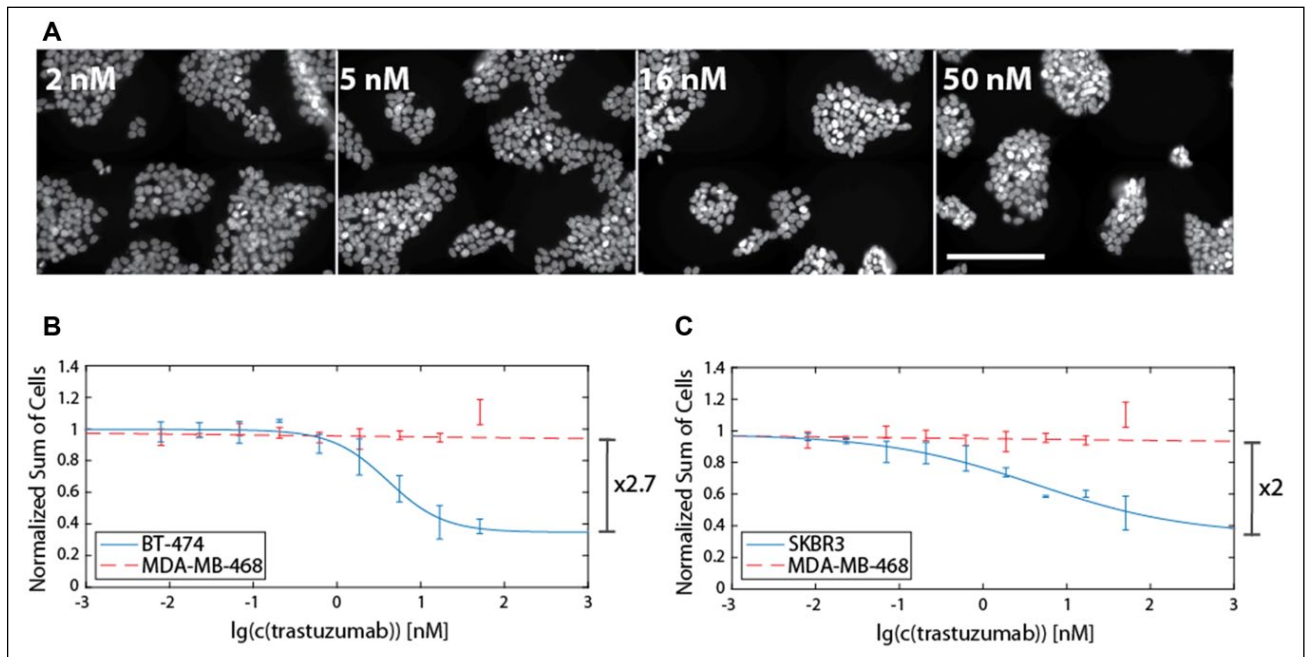 A
2 nM 5 nM 16 nM 50 nM
B
Normalized Sum of Cells
1.4
1.2
1
0.8
0.6
0.4
0.2
0
x2.7
BT-474
MDA-MB-468
-3 -2 -1 0 1 2 3
lg(c(trastuzumab)) [nM]
C
Normalized Sum of Cells
1.4
1.2
1
0.8
0.6
0.4
0.2
0
x2
SKBR3
MDA-MB-468
-3 -2 -1 0 1 2 3
lg(c(trastuzumab)) [nM]